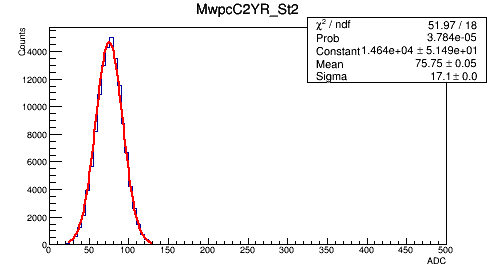 MwpcC2YR_St2
χ² / ndf 51.97 / 18
Prob 3.784e-05
Constant 1.464e+04 ± 5.149e+01
Mean 75.75 ± 0.05
Sigma 17.1 ± 0.0
Counts
14000
12000
10000
8000
6000
4000
2000
0
0 50 100 150 200 250 300 350 400 450 500
ADC